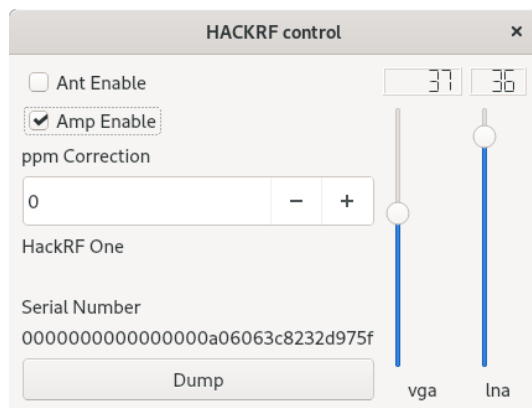 HACKRF control
×
Ant Enable
37
36
Amp Enable
ppm Correction
0
−
+
HackRF One
Serial Number
0000000000000000a06063c8232d975f
Dump
vga
lna